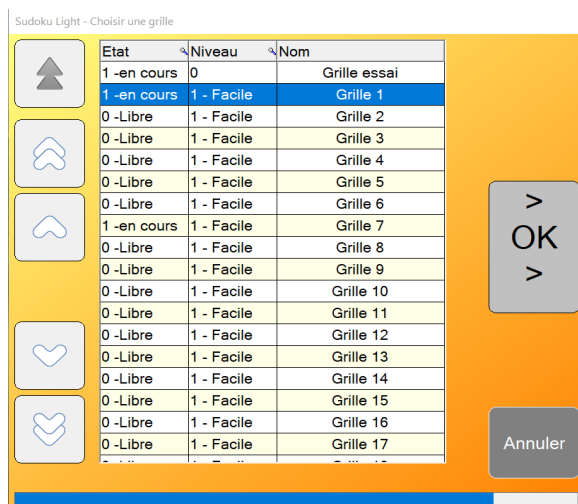 Sudoku Light - Choisir une grille
Etat Niveau Nom
1 -en cours 0 Grille essai
1 -en cours 1 - Facile Grille 1
0 -Libre 1 - Facile Grille 2
0 -Libre 1 - Facile Grille 3
0 -Libre 1 - Facile Grille 4
0 -Libre 1 - Facile Grille 5
0 -Libre 1 - Facile Grille 6
1 -en cours 1 - Facile Grille 7
0 -Libre 1 - Facile Grille 8
0 -Libre 1 - Facile Grille 9
0 -Libre 1 - Facile Grille 10
0 -Libre 1 - Facile Grille 11
0 -Libre 1 - Facile Grille 12
0 -Libre 1 - Facile Grille 13
0 -Libre 1 - Facile Grille 14
0 -Libre 1 - Facile Grille 15
0 -Libre 1 - Facile Grille 16
0 -Libre 1 - Facile Grille 17
>
OK
>
Annuler